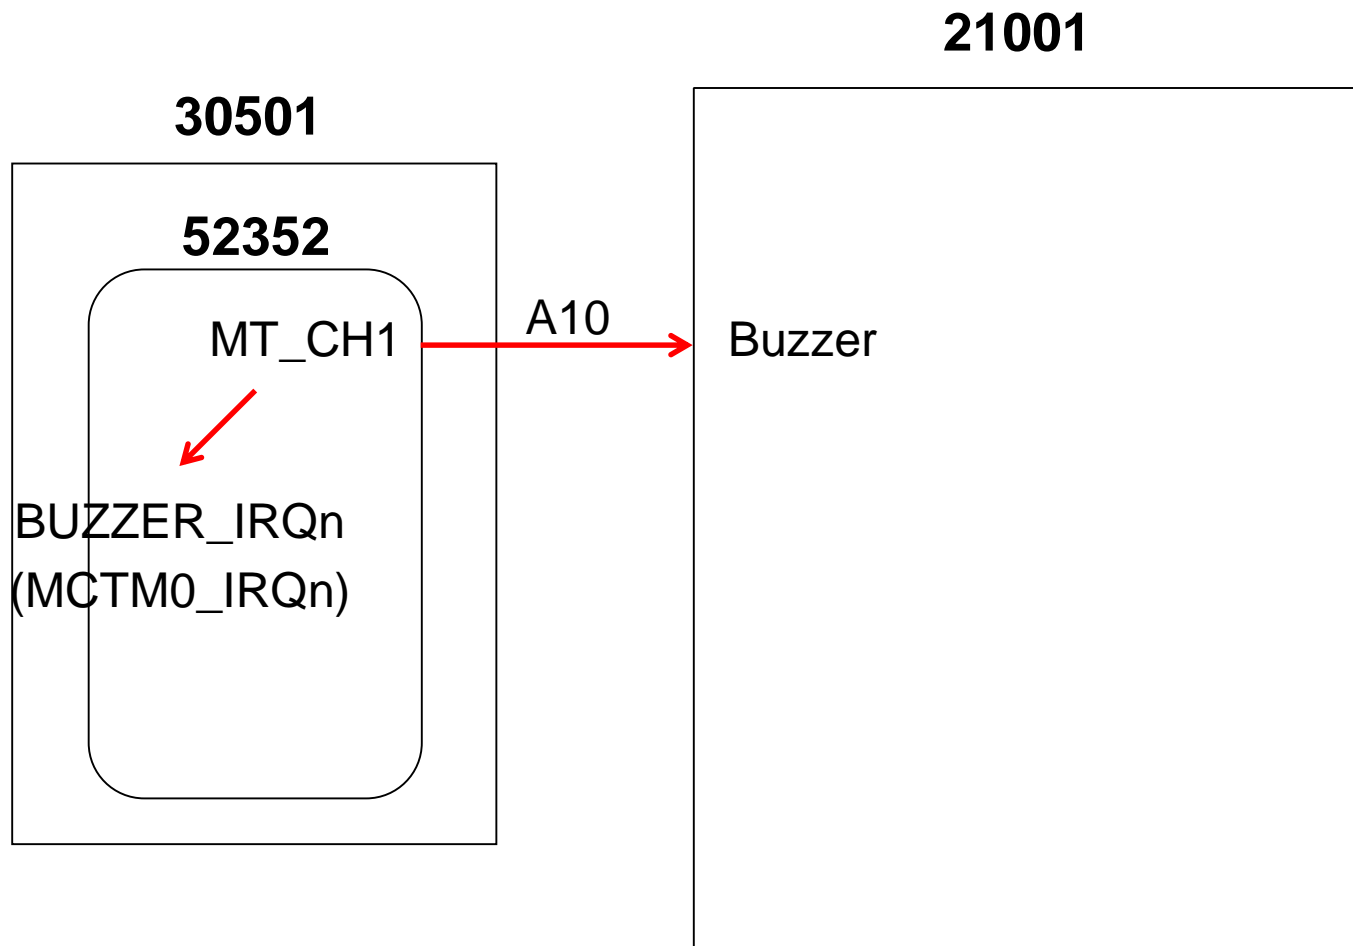 21001
30501
52352
MT_CH1
A10
Buzzer
BUZZER_IRQn
(MCTM0_IRQn)